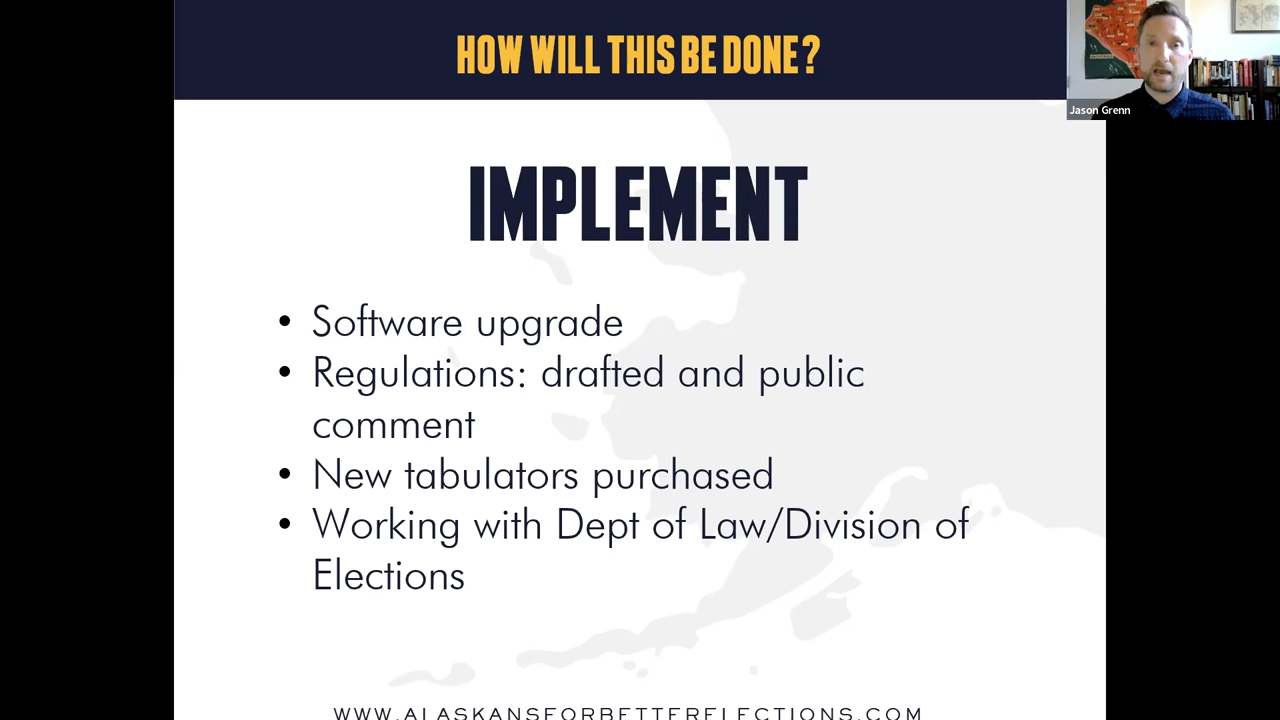 HOW WILL THIS BE DONE?
Jason Grenn
IMPLEMENT
• Software upgrade
• Regulations: drafted and public
comment
• New tabulators purchased
• Working with Dept of Law/Division of
Elections
WWW.ALASKANSFORBETTERELECTIONS.COM